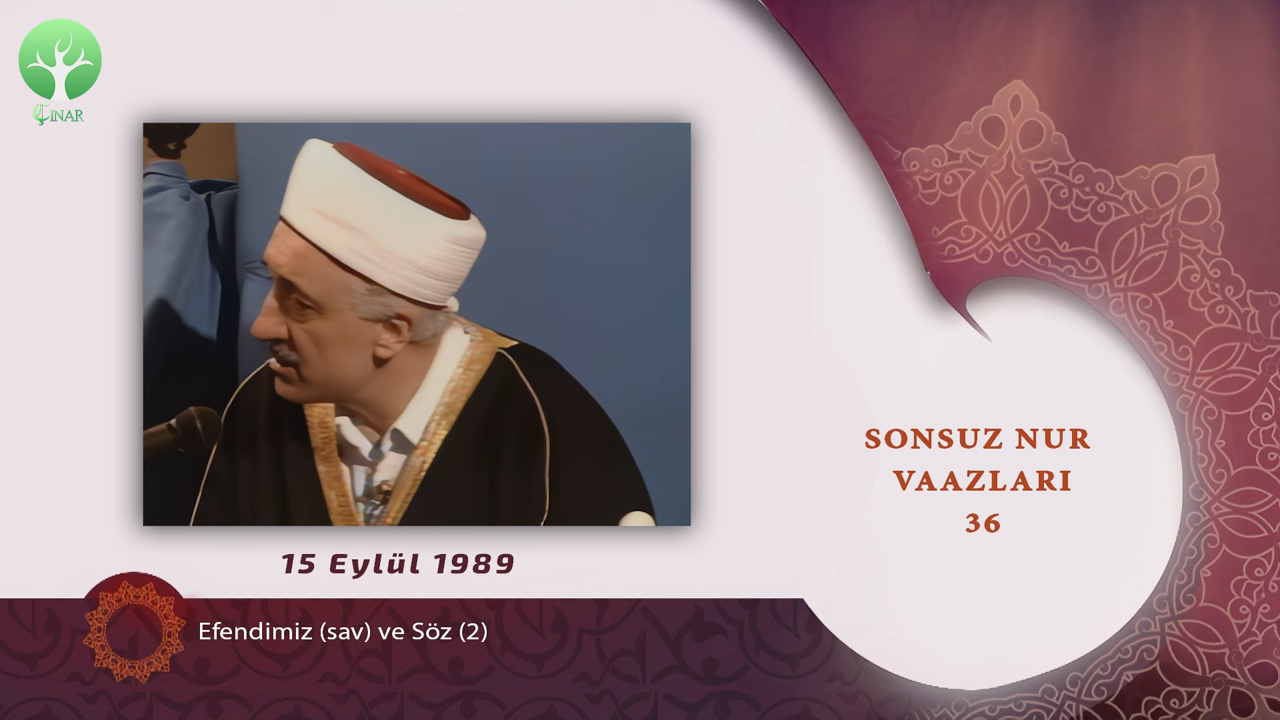 ÇINAR
SONSUZ NUR
VAAZLARI
36
15 Eylül 1989
Efendimiz (sav) ve Söz (2)